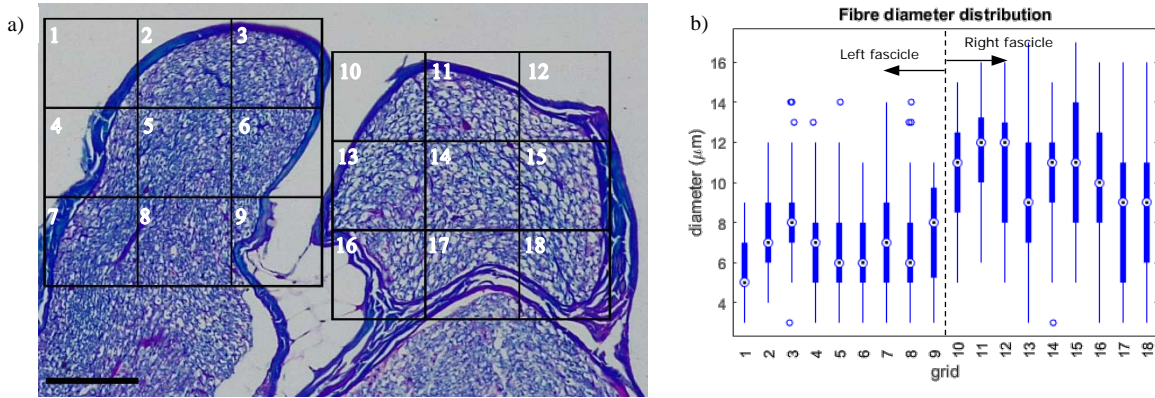 a)
1 2 3
4 5 6
7 8 9
10 11 12
13 14 15
16 17 18
b)
Fibre diameter distribution
Left fascicle
Right fascicle
16
14
12
10
8
6
4
diameter (μm)
1 2 3 4 5 6 7 8 9 10 11 12 13 14 15 16 17 18
grid